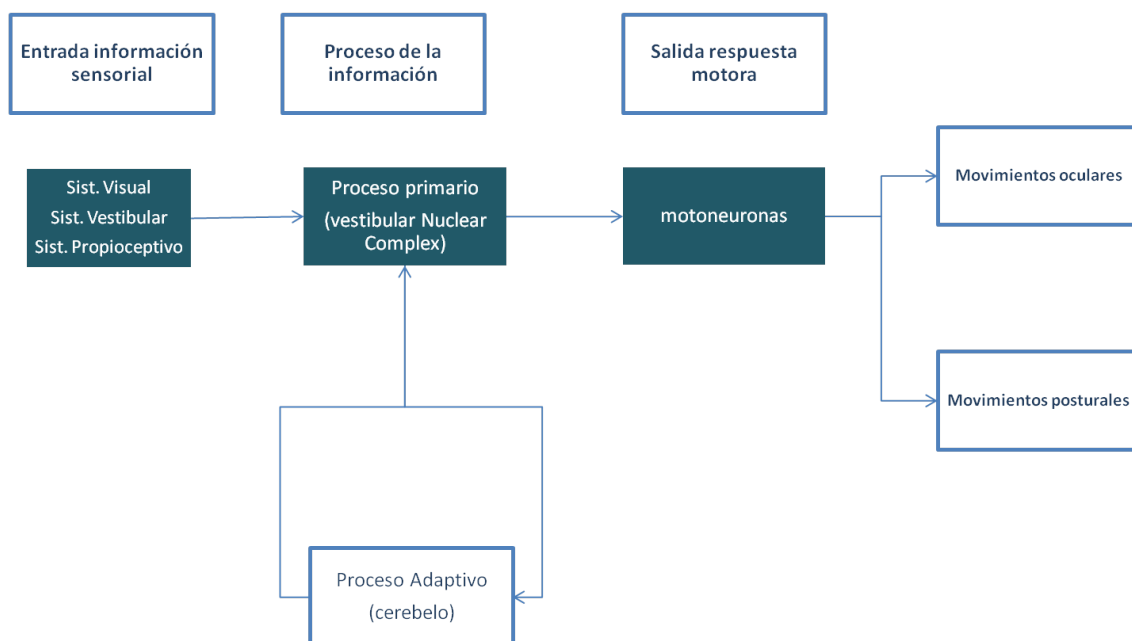 Entrada información
sensorial
Proceso de la
información
Salida respuesta
motora
Sist. Visual
Sist. Vestibular
Sist. Propioceptivo
Proceso primario
(vestibular Nuclear
Complex)
motoneuronas
Movimientos oculares
Movimientos posturales
Proceso Adaptivo
(cerebelo)